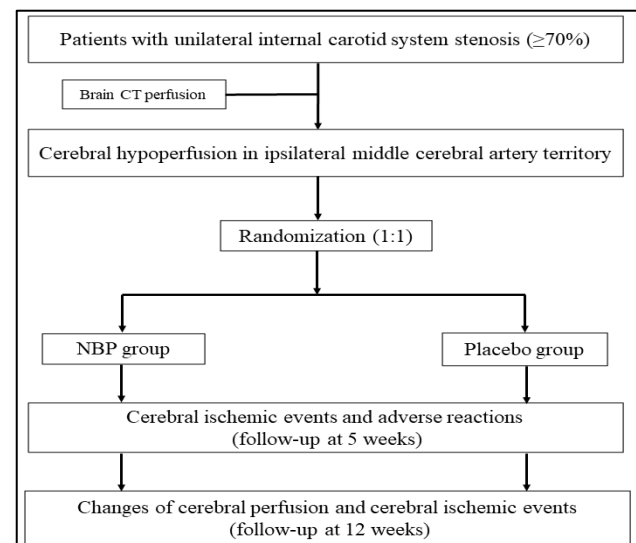 Patients with unilateral internal carotid system stenosis (≥70%)
Brain CT perfusion
Cerebral hypoperfusion in ipsilateral middle cerebral artery territory
Randomization (1:1)
NBP group
Placebo group
Cerebral ischemic events and adverse reactions
(follow-up at 5 weeks)
Changes of cerebral perfusion and cerebral ischemic events
(follow-up at 12 weeks)